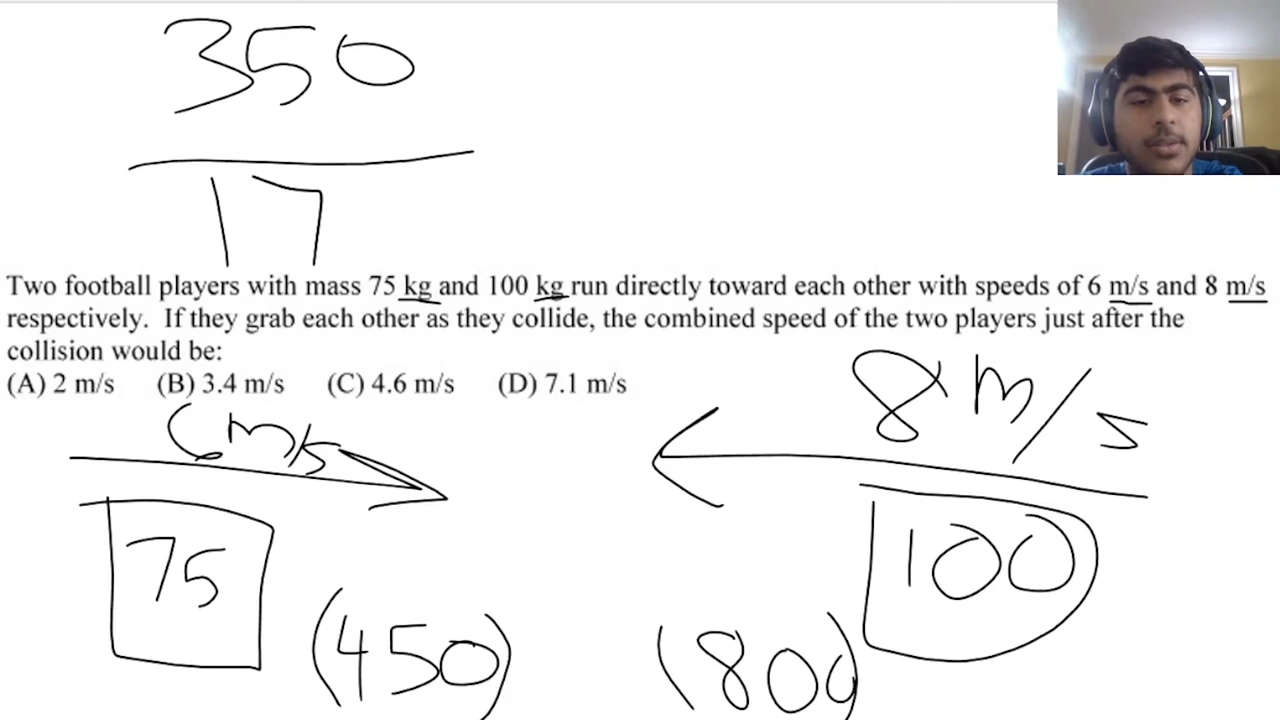 350
17
Two football players with mass 75 kg and 100 kg run directly toward each other with speeds of 6 m/s and 8 m/s
respectively. If they grab each other as they collide, the combined speed of the two players just after the
collision would be:
(A) 2 m/s (B) 3.4 m/s (C) 4.6 m/s (D) 7.1 m/s
6 m/s 8 m/s
75 100
(450) (800)